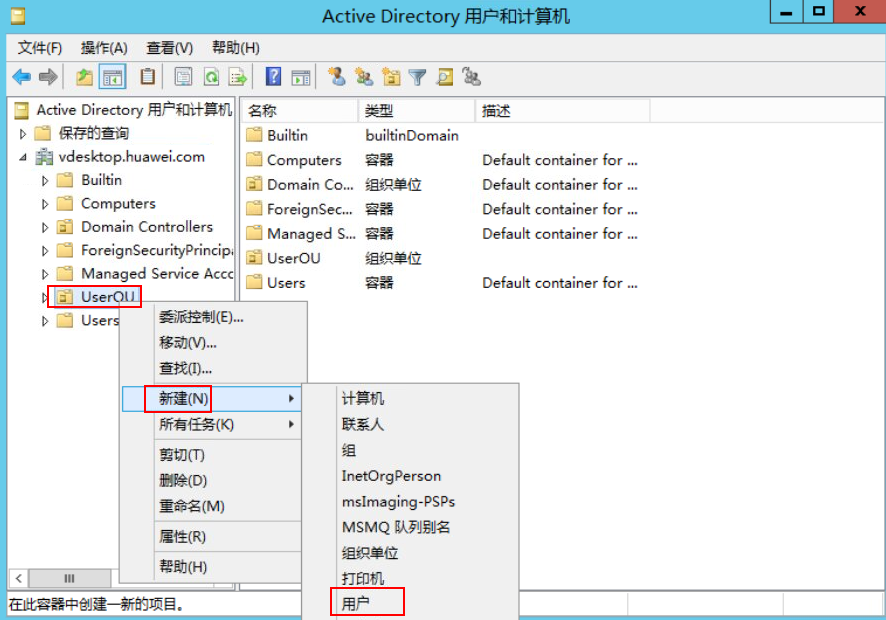 Active Directory 用户和计算机
文件(F) 操作(A) 查看(V) 帮助(H)
Active Directory 用户和计算机
保存的查询
vdesktop.huawei.com
Builtin
Computers
Domain Controllers
ForeignSecurityPrincipa
Managed Service Acco
UserOU
Users
名称 类型 描述
Builtin builtinDomain
Computers 容器 Default container for ...
Domain Co... 组织单位 Default container for ...
ForeignSec... 容器 Default container for ...
Managed S... 容器 Default container for ...
UserOU 组织单位
Users 容器 Default container for ...
委派控制(E)...
移动(V)...
查找(I)...
新建(N)
所有任务(K)
剪切(T)
删除(D)
重命名(M)
属性(R)
帮助(H)
计算机
联系人
组
InetOrgPerson
msImaging-PSPs
MSMQ 队列别名
组织单位
打印机
用户
在此容器中创建一新的项目。